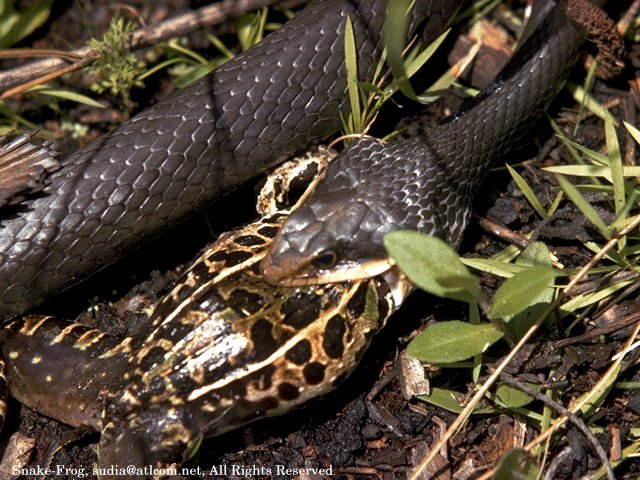 Snake-Frog, sudia@atlcom.net, All Rights Reserved